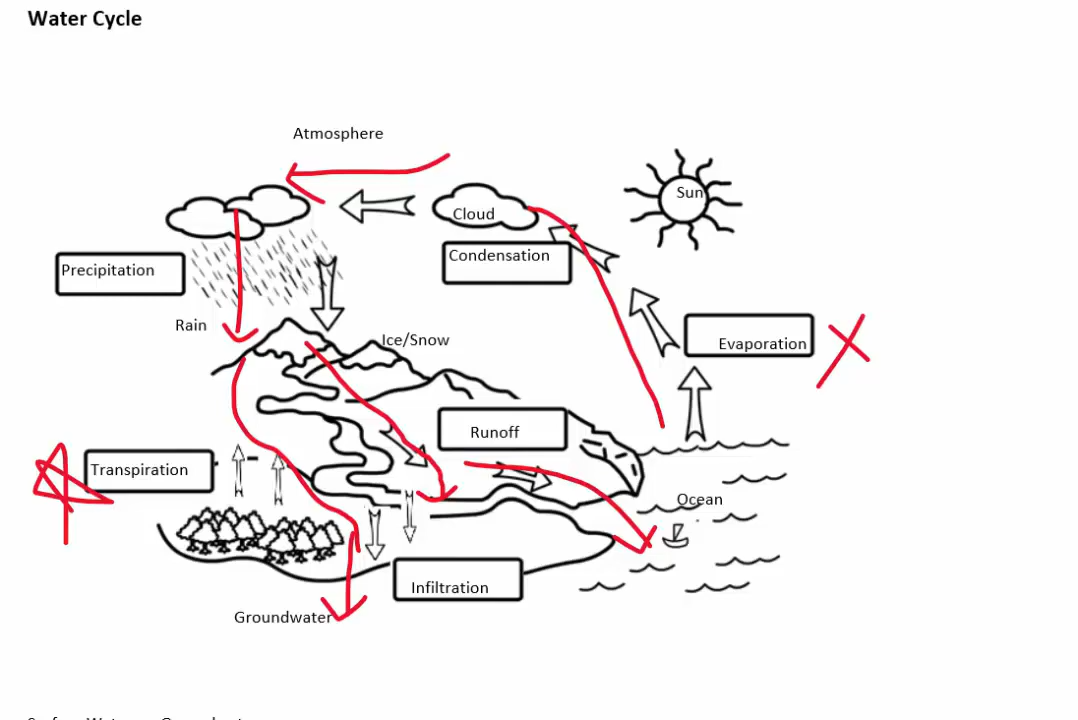 Water Cycle
Atmosphere
Sun
Cloud
Condensation
Precipitation
Rain
Ice/Snow
Evaporation
Runoff
Transpiration
Ocean
Infiltration
Groundwater